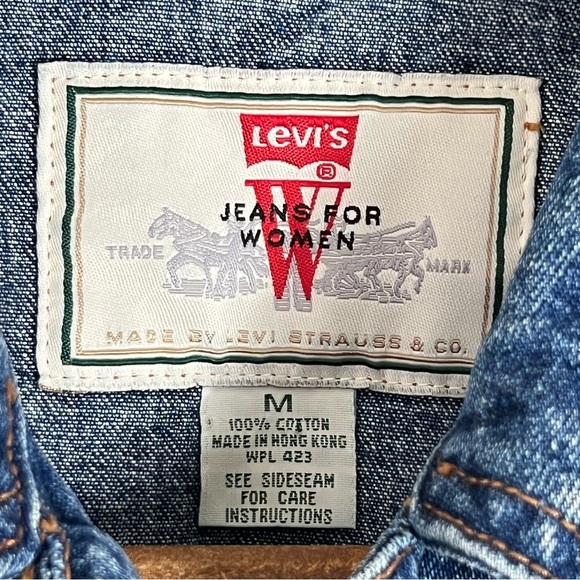 LEVI'S
®
W
JEANS FOR
WOMEN
TRADE MARK
MADE BY LEVI STRAUSS & CO.
M
100% COTTON
MADE IN HONG KONG
WPL 423
SEE SIDESEAM
FOR CARE
INSTRUCTIONS